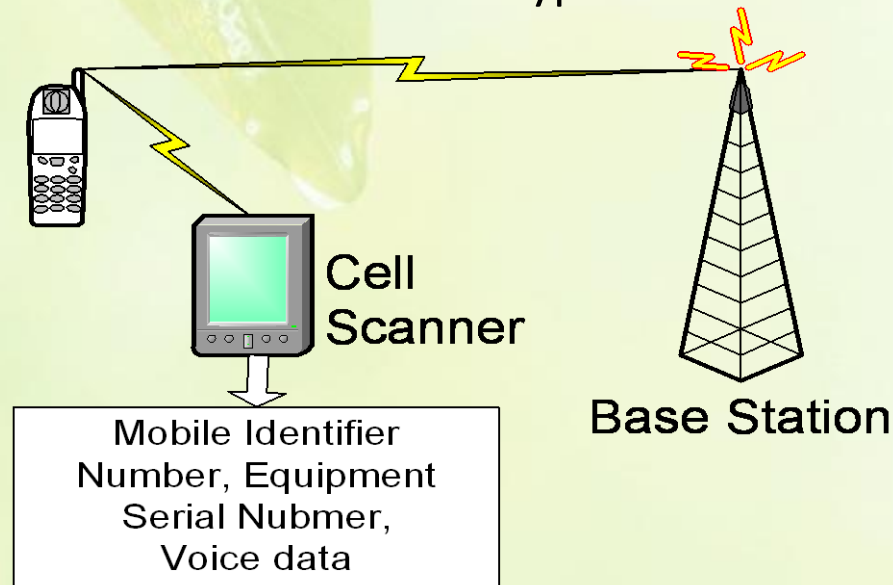 Cell
Scanner
Base Station
Mobile Identifier
Number, Equipment
Serial Nubmer,
Voice data